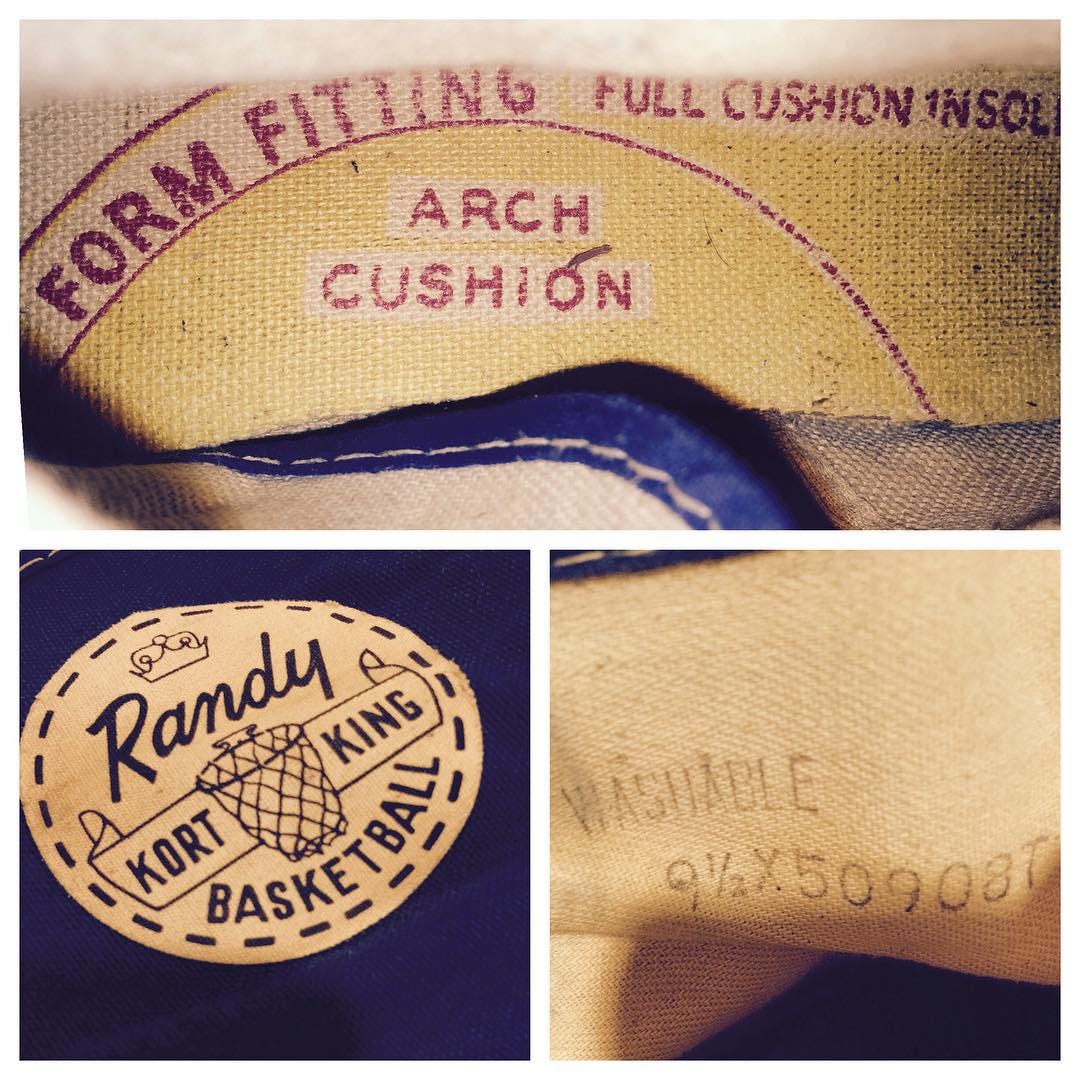 FORM FITTING
FULL CUSHION INSOL
ARCH
CUSHION
Randy
KORT KING
BASKETBALL
WASHABLE
9½X50908T